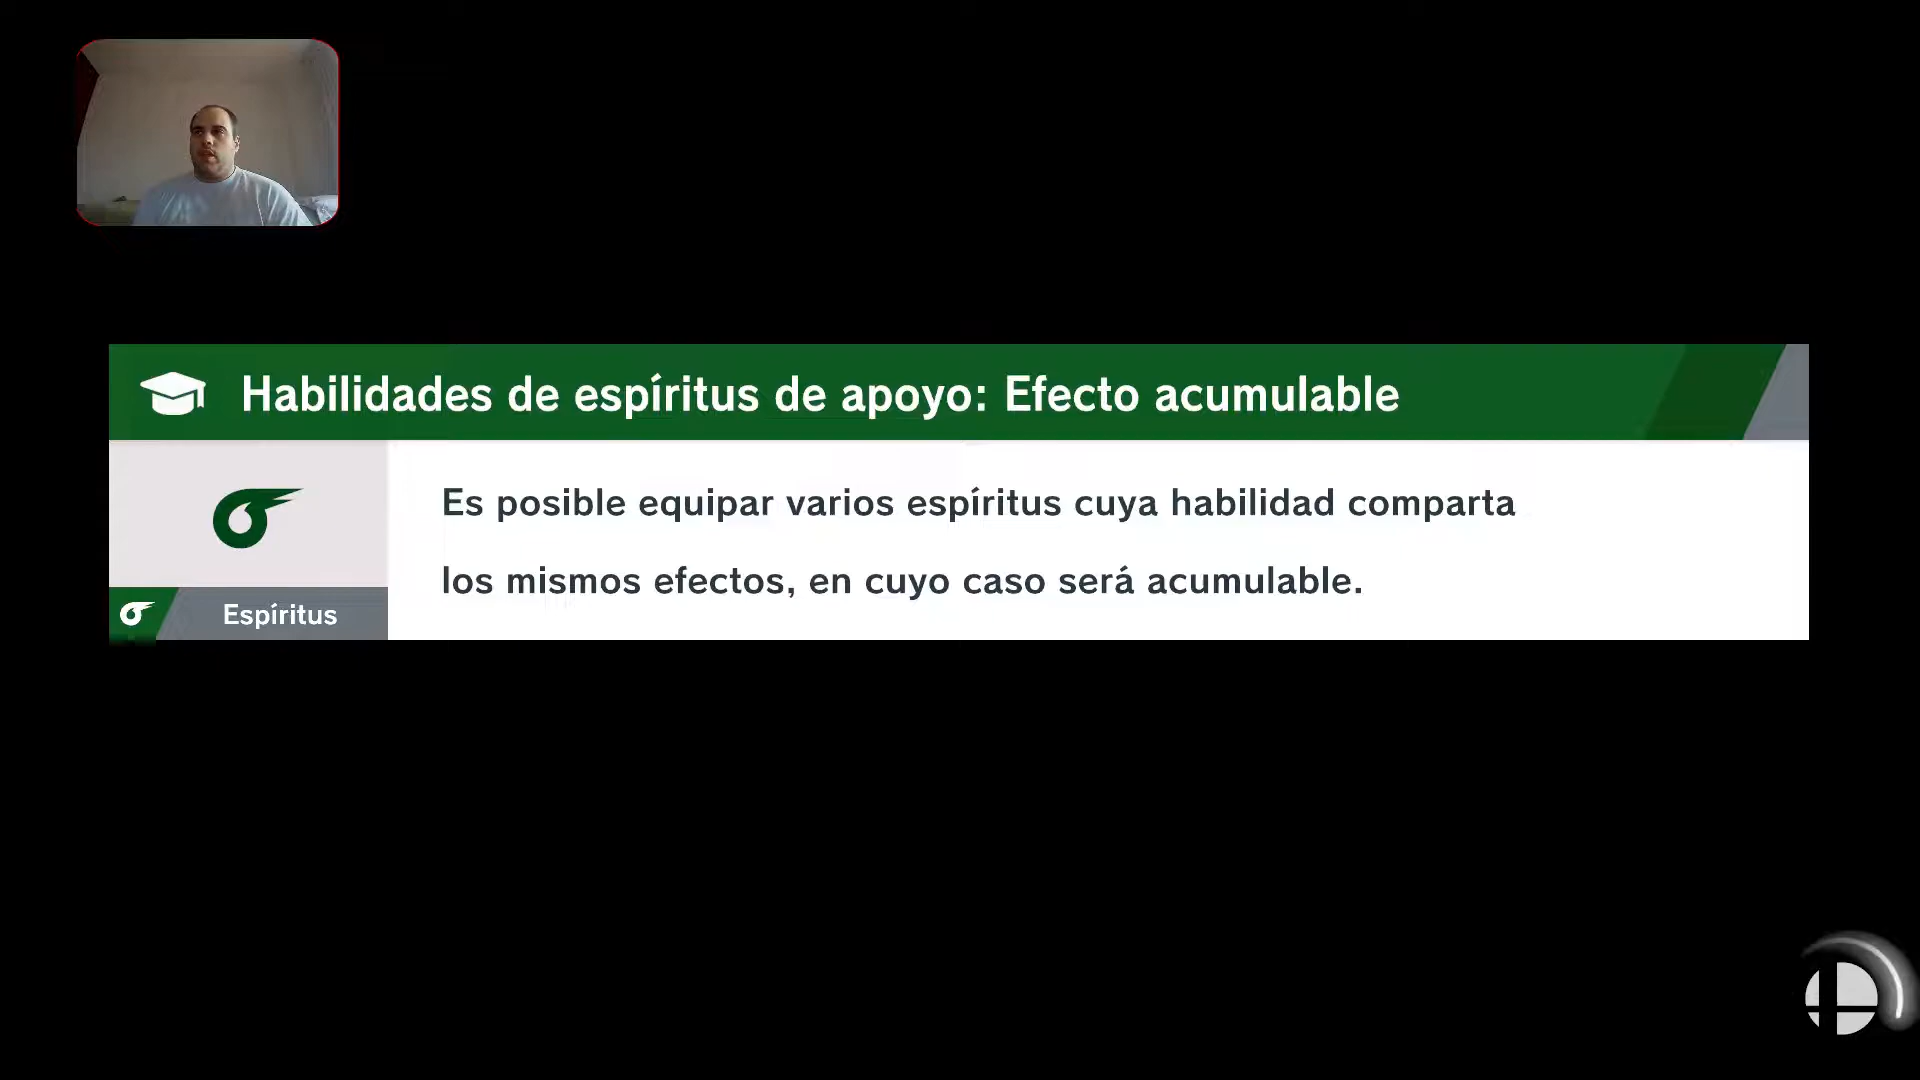 Habilidades de espíritus de apoyo: Efecto acumulable
Es posible equipar varios espíritus cuya habilidad comparta
los mismos efectos, en cuyo caso será acumulable.
Espíritus